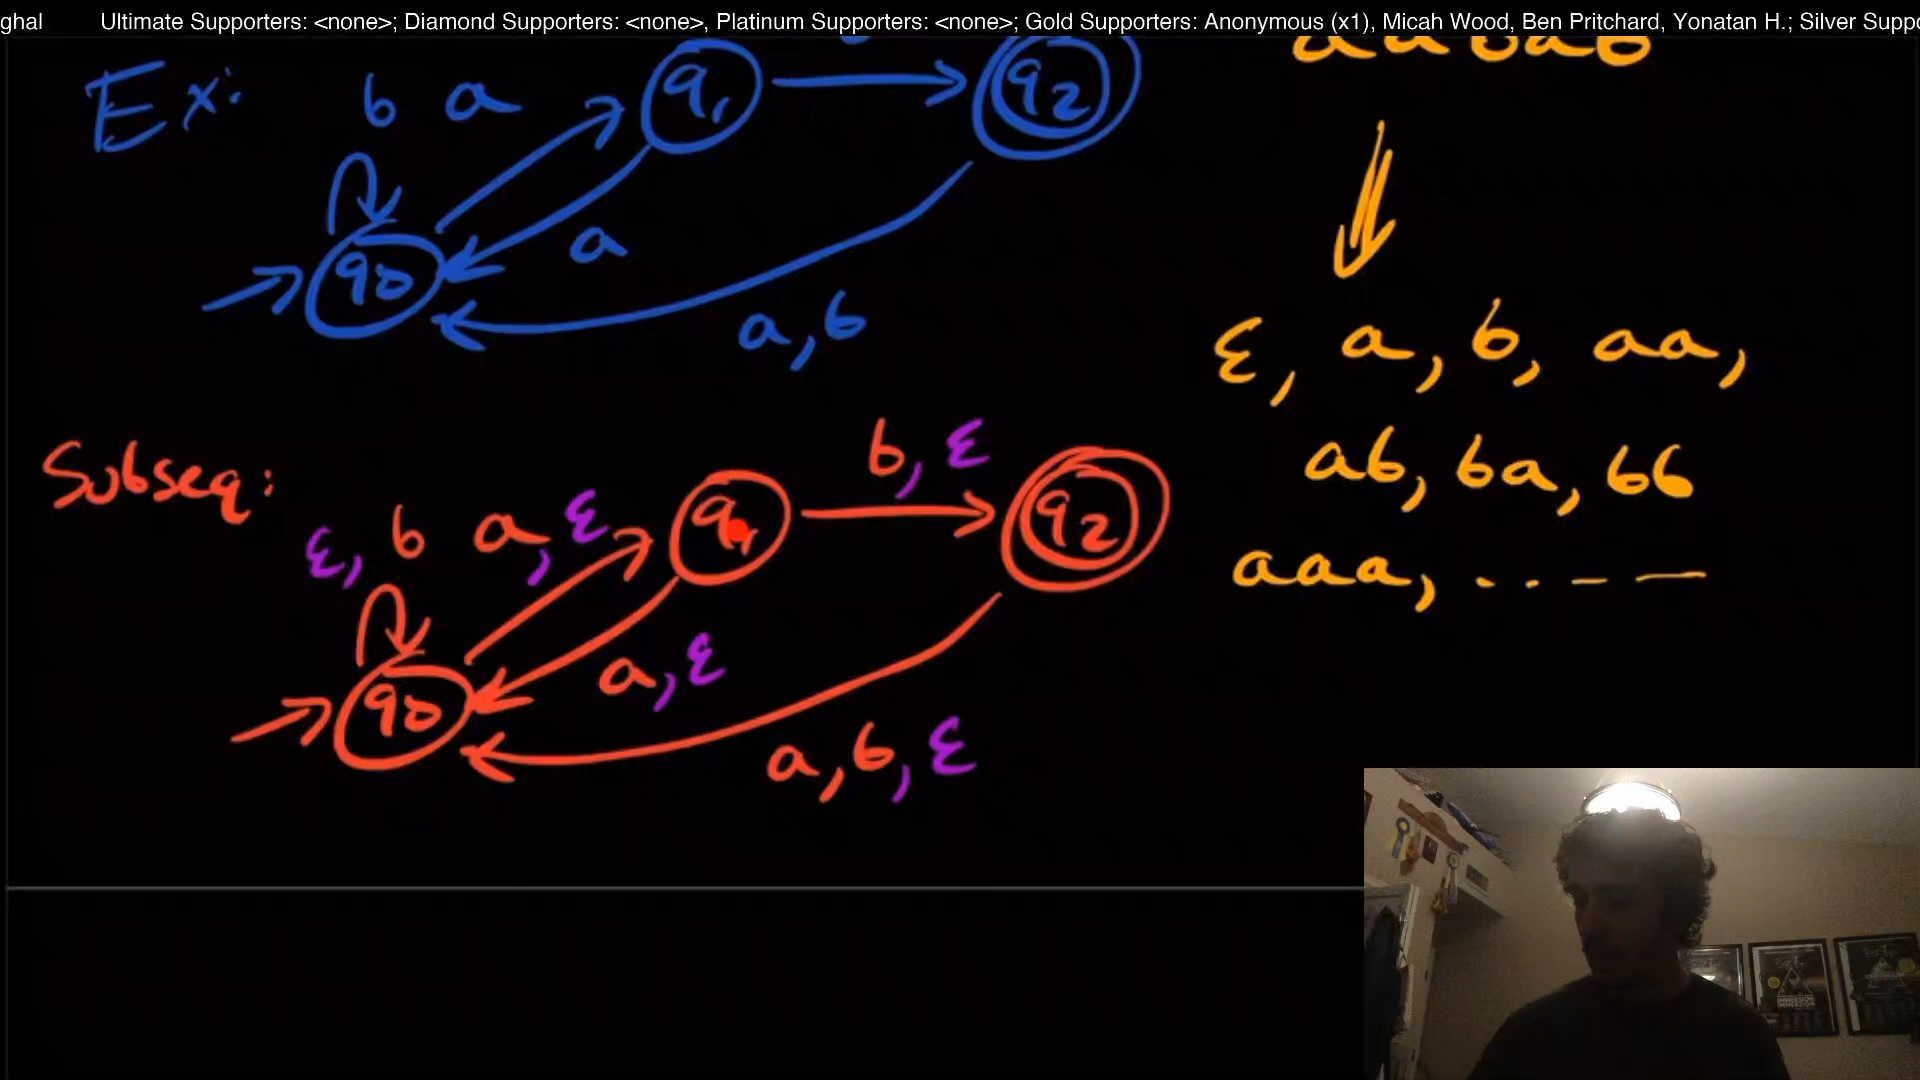 ghal Ultimate Supporters: <none>; Diamond Supporters: <none>, Platinum Supporters: <none>; Gold Supporters: Anonymous (x1), Micah Wood, Ben Pritchard, Yonatan H.; Silver Suppo
aabab
Ex: b a q1 q2
q0 a
a,b
ε, a, b, aa,
ab, ba, bb
aaa, ....
Subseq:
ε, b a, ε q1 b, ε q2
q0 a, ε
a, b, ε